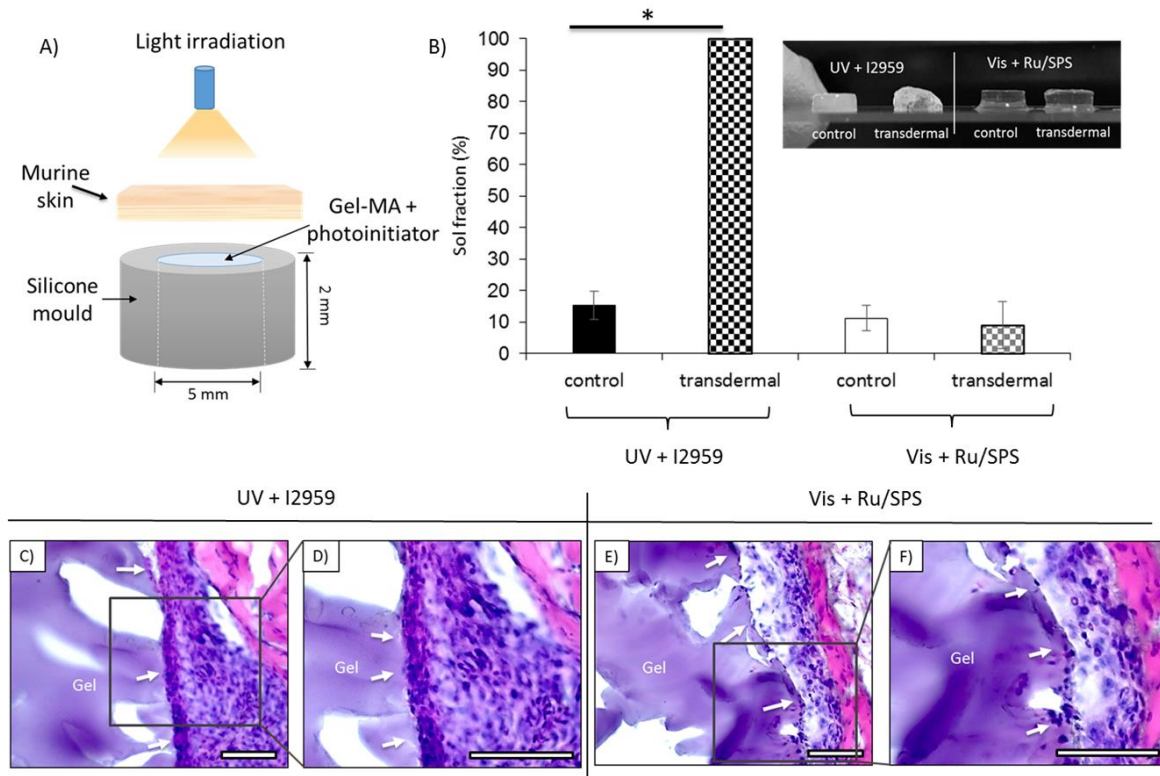 A)
Light irradiation
Murine
skin
Gel-MA +
photoinitiator
Silicone
mould
2 mm
5 mm
B)
*
Sol fraction (%)
100
90
80
70
60
50
40
30
20
10
0
UV + I2959
Vis + Ru/SPS
control
transdermal
control
transdermal
control
transdermal
control
transdermal
UV + I2959
Vis + Ru/SPS
UV + I2959
Vis + Ru/SPS
C)
Gel
D)
Gel
E)
Gel
F)
Gel